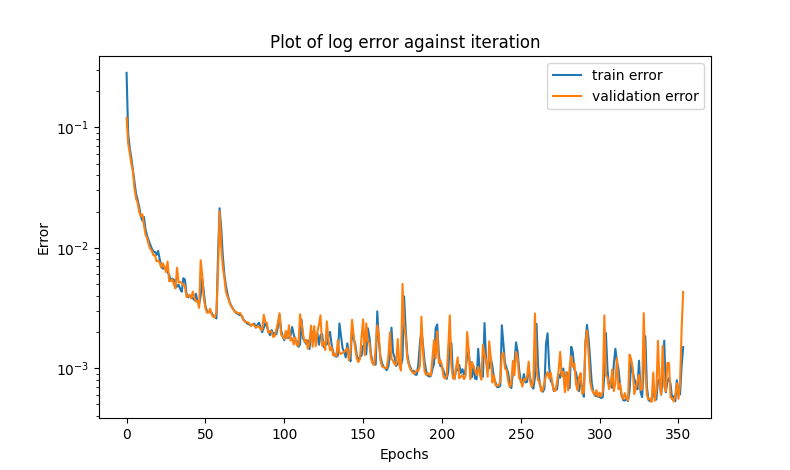 Plot of log error against iteration
train error
validation error
Error
10⁻¹
10⁻²
10⁻³
0 50 100 150 200 250 300 350
Epochs